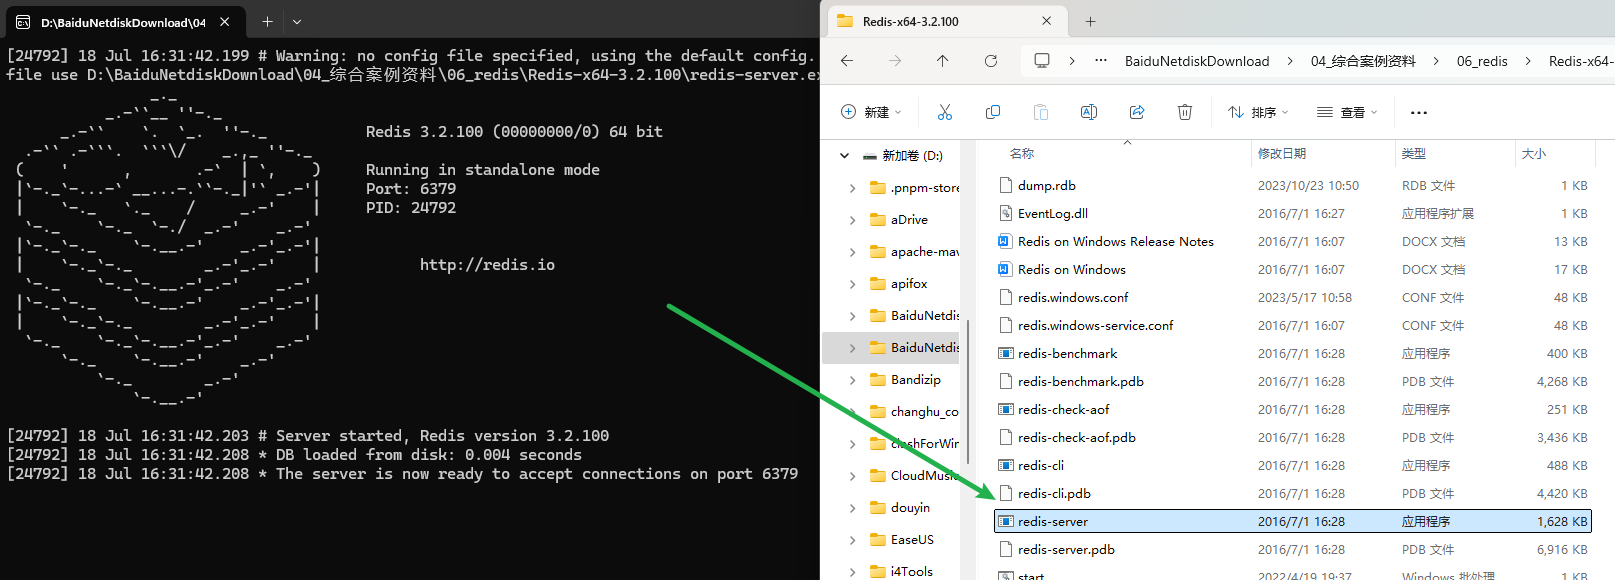 D:\BaiduNetdiskDownload\04
[24792] 18 Jul 16:31:42.199 # Warning: no config file specified, using the default config.
file use D:\BaiduNetdiskDownload\04_综合案例资料\06_redis\Redis-x64-3.2.100\redis-server.ex
Redis 3.2.100 (00000000/0) 64 bit
Running in standalone mode
Port: 6379
PID: 24792
http://redis.io
[24792] 18 Jul 16:31:42.203 # Server started, Redis version 3.2.100
[24792] 18 Jul 16:31:42.208 * DB loaded from disk: 0.004 seconds
[24792] 18 Jul 16:31:42.208 * The server is now ready to accept connections on port 6379
Redis-x64-3.2.100
BaiduNetdiskDownload > 04_综合案例资料 > 06_redis > Redis-x64-
新建 排序 查看
新加卷 (D:)
.pnpm-store
aDrive
apache-mav
apifox
BaiduNetdis
BaiduNetdis
Bandizip
changhu_co
clashForWin
CloudMusic
douyin
EaseUS
i4Tools
名称 修改日期 类型 大小
dump.rdb 2023/10/23 10:50 RDB 文件 1 KB
EventLog.dll 2016/7/1 16:27 应用程序扩展 1 KB
Redis on Windows Release Notes 2016/7/1 16:07 DOCX 文档 13 KB
Redis on Windows 2016/7/1 16:07 DOCX 文档 17 KB
redis.windows.conf 2023/5/17 10:58 CONF 文件 48 KB
redis.windows-service.conf 2016/7/1 16:07 CONF 文件 48 KB
redis-benchmark 2016/7/1 16:28 应用程序 400 KB
redis-benchmark.pdb 2016/7/1 16:28 PDB 文件 4,268 KB
redis-check-aof 2016/7/1 16:28 应用程序 251 KB
redis-check-aof.pdb 2016/7/1 16:28 PDB 文件 3,436 KB
redis-cli 2016/7/1 16:28 应用程序 488 KB
redis-cli.pdb 2016/7/1 16:28 PDB 文件 4,420 KB
redis-server 2016/7/1 16:28 应用程序 1,628 KB
redis-server.pdb 2016/7/1 16:28 PDB 文件 6,916 KB
start 2022/4/19 19:37 Windows 批处理 1 KB